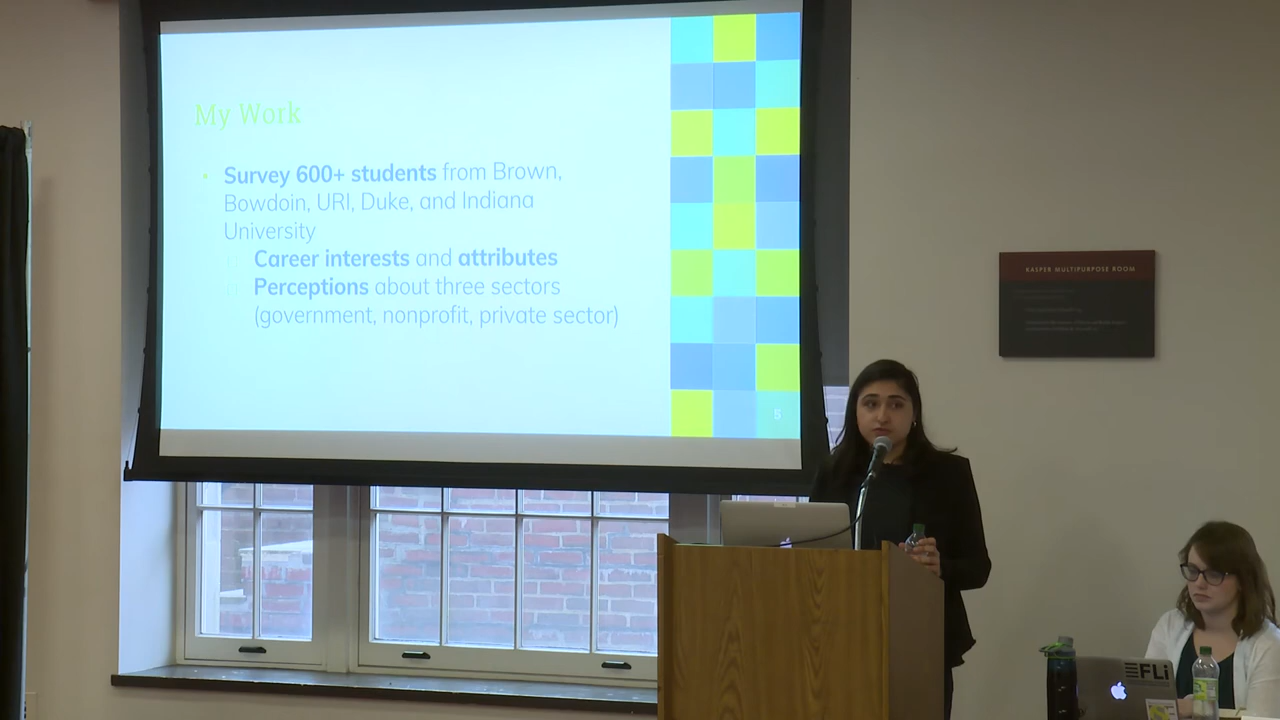 My Work
Survey 600+ students from Brown,
Bowdoin, URI, Duke, and Indiana
University
Career interests and attributes
Perceptions about three sectors
(government, nonprofit, private sector)
5
KASPER MULTIPURPOSE ROOM
FLi